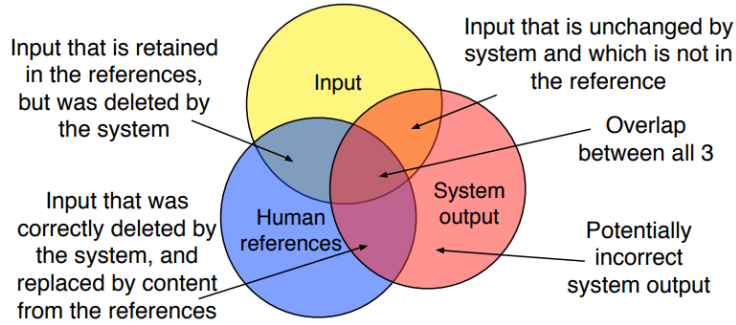 Input that is retained
in the references,
but was deleted by
the system
Input that is unchanged by
system and which is not in
the reference
Input
Overlap
between all 3
Input that was
correctly deleted by
the system, and
replaced by content
from the references
Human
references
System
output
Potentially
incorrect
system output